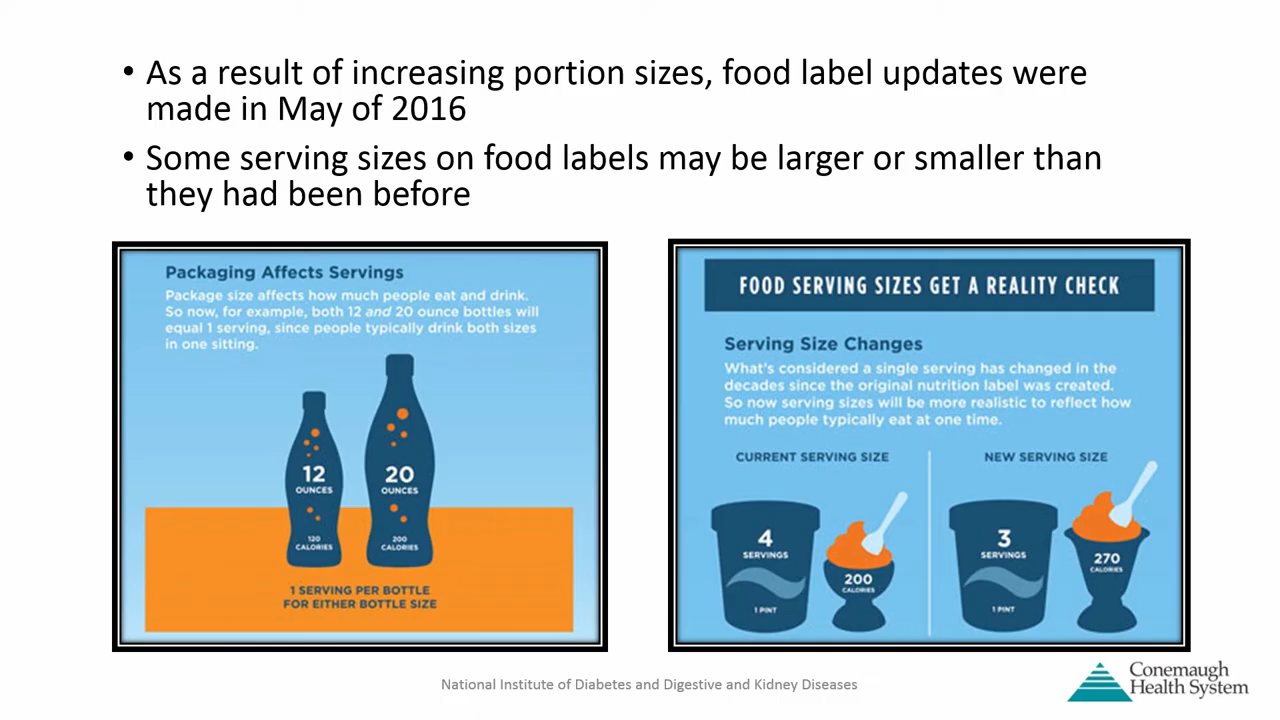 • As a result of increasing portion sizes, food label updates were
made in May of 2016
• Some serving sizes on food labels may be larger or smaller than
they had been before
Packaging Affects Servings
Package size affects how much people eat and drink.
So now, for example, both 12 and 20 ounce bottles will
equal 1 serving, since people typically drink both sizes
in one sitting.
12
OUNCES
120
CALORIES
20
OUNCES
200
CALORIES
1 SERVING PER BOTTLE
FOR EITHER BOTTLE SIZE
FOOD SERVING SIZES GET A REALITY CHECK
Serving Size Changes
What's considered a single serving has changed in the
decades since the original nutrition label was created.
So now serving sizes will be more realistic to reflect how
much people typically eat at one time.
CURRENT SERVING SIZE
4
SERVINGS
1 PINT
200
CALORIES
NEW SERVING SIZE
3
SERVINGS
1 PINT
270
CALORIES
National Institute of Diabetes and Digestive and Kidney Diseases
Conemaugh
Health System